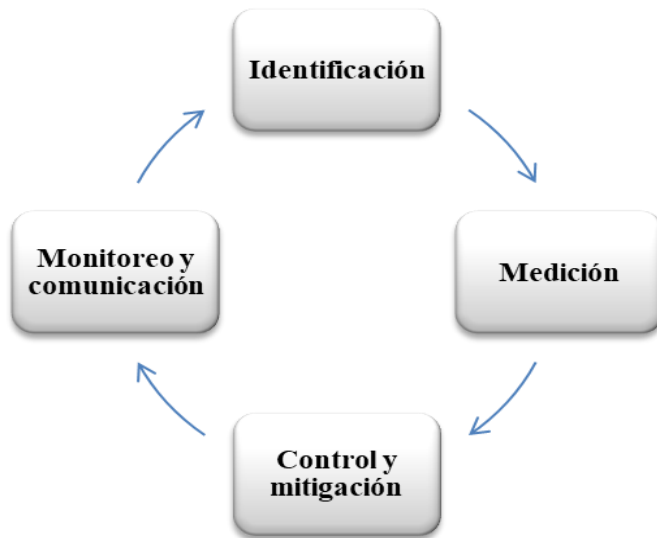 Identificación
Medición
Control y
mitigación
Monitoreo y
comunicación